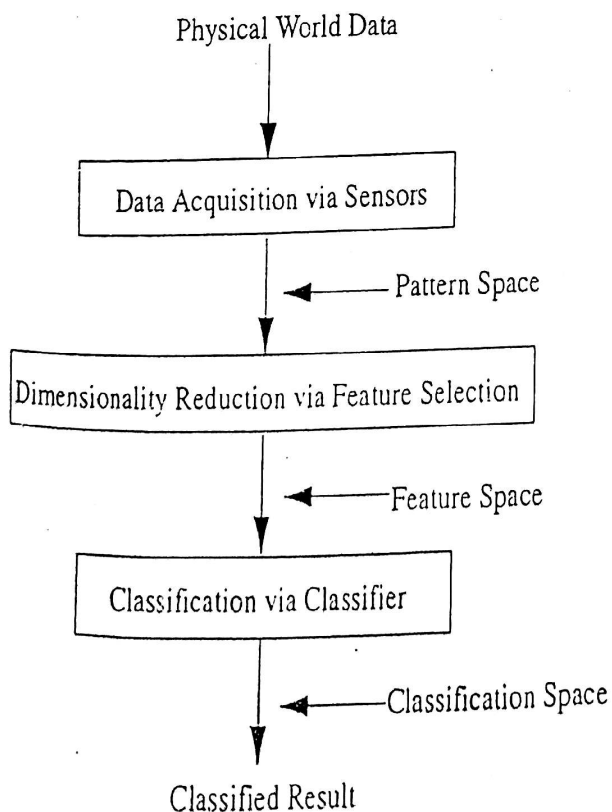 Physical World Data
Data Acquisition via Sensors
Pattern Space
Dimensionality Reduction via Feature Selection
Feature Space
Classification via Classifier
Classification Space
Classified Result